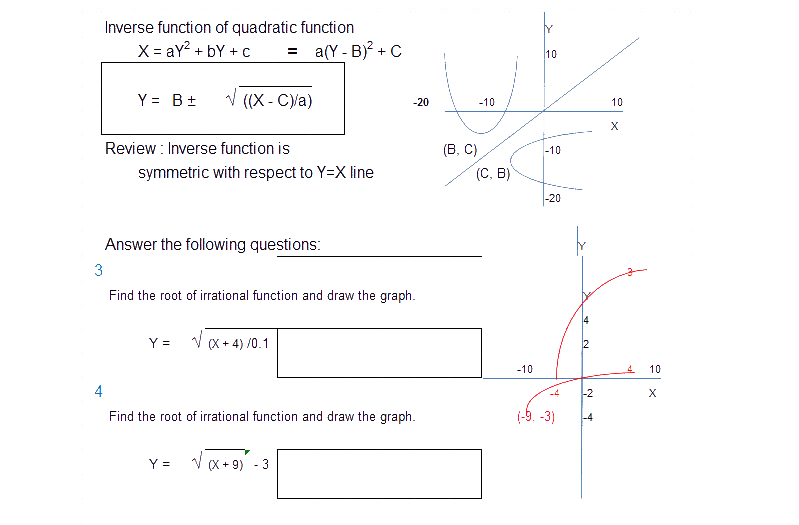 Inverse function of quadratic function
X = aY² + bY + c = a(Y - B)² + C
Y = B ± √ ((X - C)/a)
Review : Inverse function is
symmetric with respect to Y=X line
Y
10
-20 -10 10
X
(B, C) -10
(C, B)
-20
Answer the following questions:
Y
3
3
Find the root of irrational function and draw the graph.
Y = √ (X + 4) /0.1
4
2
-10 4 10
4
-4 -2 X
Find the root of irrational function and draw the graph.
(-9. -3) -4
Y = √ (X + 9) - 3